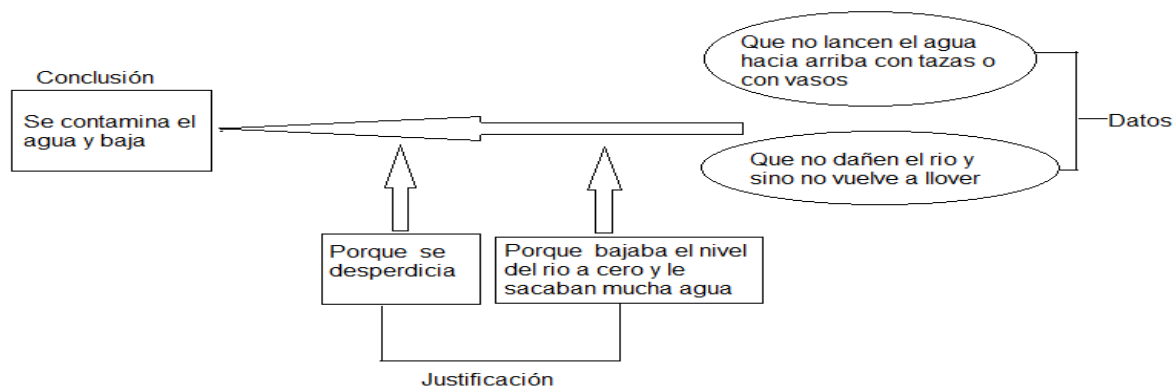 Que no lancen el agua
hacia arriba con tazas o
con vasos
Conclusión
Se contamina el
agua y baja
Datos
Que no dañen el rio y
sino no vuelve a llover
Porque se
desperdicia
Porque bajaba el nivel
del rio a cero y le
sacaban mucha agua
Justificación